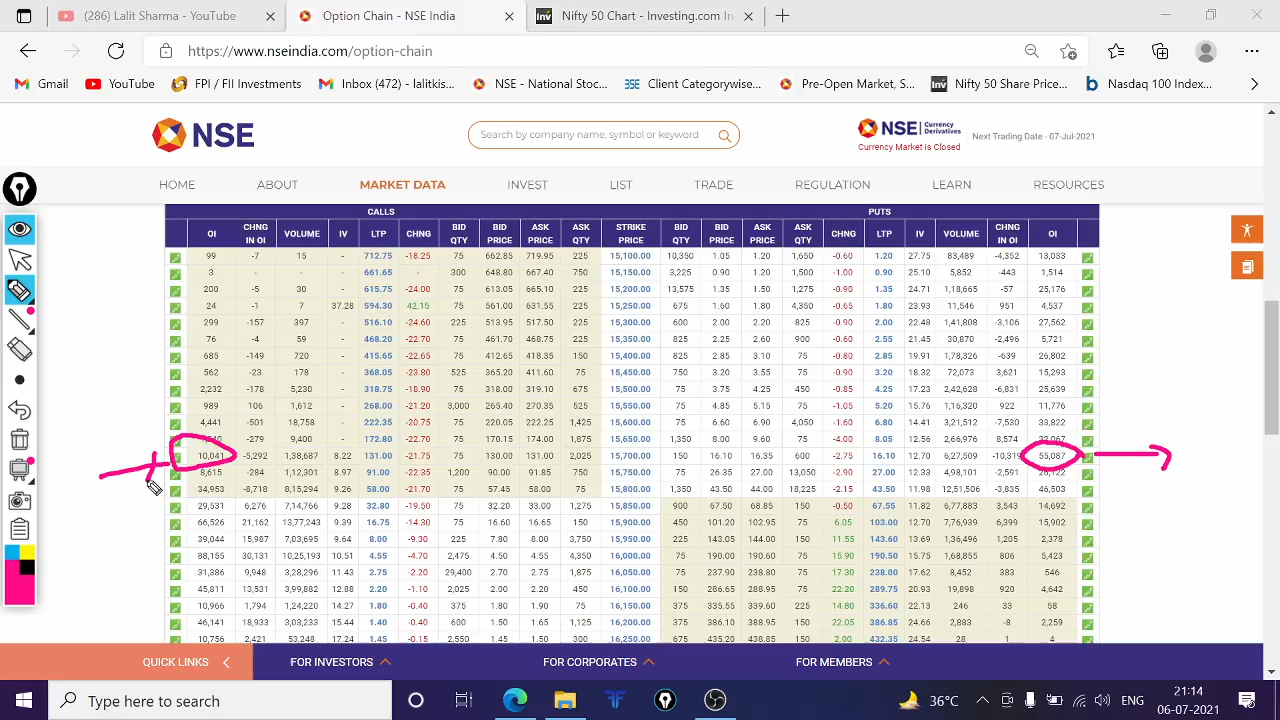 (286) Lalit Sharma - YouTube
NSE - Option Chain
Nifty 50 Chart - Investing.com In
https://www.nseindia.com/option-chain
Gmail
YouTube
FPI / FII Investments
Inbox (472) - lalitkis...
NSE - National Stoc...
Client Categorywise...
Pre-Open Market, S...
Nifty 50 Share Price...
Nasdaq 100 Index...
NSE
Search by company name, symbol or keyword
NSE Currency Derivatives
Currency Market is Closed
Next Trading Date - 07-Jul-2021
HOME ABOUT MARKET DATA INVEST LIST TRADE REGULATION LEARN RESOURCES
CALLS PUTS
OI CHNG IN OI VOLUME IV LTP CHNG BID QTY BID PRICE ASK PRICE ASK QTY STRIKE PRICE BID QTY BID PRICE ASK PRICE ASK QTY CHNG LTP IV VOLUME CHNG IN OI OI
99 -7 15 - 712.75 -18.25 75 662.85 719.95 225 15,100.00 10,350 1.05 1.20 1,650 -0.60 1.20 27.75 83,489 -4,352 13,033
3 - - - 661.65 - 300 648.80 667.40 750 15,150.00 3,225 0.90 1.20 1,500 -1.00 0.90 25.10 5,852 -443 1,514
200 -5 30 - 615.75 -24.00 75 613.05 665.10 225 15,200.00 13,575 1.35 1.50 1,275 -0.90 1.35 24.71 1,18,665 -57 25,176
24 -1 7 37.28 594.30 42.15 75 561.00 631.55 225 15,250.00 675 1.60 1.80 4,350 -0.65 1.80 23.93 11,546 951 4,537
299 -157 397 - 516.10 -24.60 225 513.95 517.50 225 15,300.00 600 2.00 2.20 825 -0.90 2.00 22.48 1,41,808 -3,106 27,562
76 -4 59 - 468.20 -22.70 75 461.70 468.75 225 15,350.00 825 2.25 2.60 900 -0.60 2.55 21.45 30,870 -2,496 5,721
685 -149 720 - 415.65 -22.65 75 412.35 418.35 150 15,400.00 825 2.85 3.10 75 -0.80 2.85 19.91 1,78,326 -639 26,802
562 -23 178 - 368.05 -23.80 525 365.20 411.60 75 15,450.00 750 3.20 3.55 75 -0.90 3.20 18.32 72,073 3,621 15,293
2,232 -178 5,230 - 318.75 -18.90 75 318.00 319.10 675 15,500.00 75 3.75 4.25 450 -0.85 4.25 17.23 2,42,628 -6,831 25,639
989 106 1,612 - 268.00 -21.20 3,000 265.40 270.35 525 15,550.00 75 4.85 5.15 75 -1.05 5.20 15.76 1,16,320 922 11,776
4,441 -501 18,758 - 222.35 -20.75 75 222.05 222.25 1,425 15,600.00 75 6.60 6.90 4,050 -1.60 6.80 14.41 3,21,512 -7,530 33,822
-279 9,400 - 172.80 -22.70 75 170.15 174.00 1,875 15,650.00 1,350 8.00 9.60 75 -4.00 8.05 12.56 266,976 8,574
10,041 -5,292 1,38,687 8.22 131.00 -21.75 130.00 131.00 2,025 15,700.00 150 16.10 16.35 600 -2.75 16.10 12.70 6,27,509 -10,319 55,087
8,615 -284 1,12,301 8.97 91.00 -22.35 1,200 90.00 91.85 750 15,750.00 75 26.35 27.00 13,050 -1.80 27.00 12.32 4,98,101 -2,591
34,953 -8,718 8,15,294 9.26 58.00 -21.70 75 57.45 58.00 75 15,800.00 1,350 43.50 44.00 18,225 -2.15 43.50 11.98 12,51,506 -3,835 46,503
29,531 6,276 7,14,766 9.28 32.80 -19.50 75 32.20 33.00 1,275 15,850.00 900 67.50 68.85 150 -0.50 67.55 11.82 6,77,883 3,543 14,692
66,526 21,162 13,77,243 9.39 16.75 -14.30 75 16.60 16.65 150 15,900.00 450 101.20 102.95 75 6.05 103.00 12.70 7,76,939 6,399 15,902
39,044 15,987 7,03,695 9.64 8.00 -9.30 225 7.80 8.00 3,750 15,950.00 225 143.05 144.00 150 11.55 143.60 13.70 1,36,496 1,205 2,378
88,155 30,131 10,25,193 10.51 4.55 -4.70 2,475 4.50 4.55 4,350 16,000.00 75 190.00 190.60 75 15.90 190.50 15.75 1,68,855 806 3,423
31,386 9,948 3,28,296 11.43 2.75 -2.20 29,400 2.70 2.75 1,875 16,050.00 75 237.90 238.80 75 17.30 238.00 17.62 8,452 383 546
45,811 13,531 3,99,882 12.88 2.20 -1.10 2,025 2.00 2.20 450 16,100.00 75 286.65 288.95 75 22.20 289.75 20.93 19,898 920 4,642
10,966 1,794 1,24,220 14.27 1.80 -0.40 375 1.80 1.90 75 16,150.00 375 335.55 339.60 75 14.80 336.60 22.13 246 33 58
46,141 18,933 3,03,233 15.44 1.40 -0.40 600 1.50 1.65 1,125 16,200.00 375 386.10 388.95 150 22.05 386.85 24.66 2,883 -8 2,259
10,756 2,421 53,248 17.24 1.45 -0.15 2,550 1.45 1.50 300 16,250.00 675 435.20 438.85 150 2.00 432.35 24.54 28 1 4
QUICK LINKS FOR INVESTORS FOR CORPORATES FOR MEMBERS
Type here to search
36°C
ENG
21:14
06-07-2021